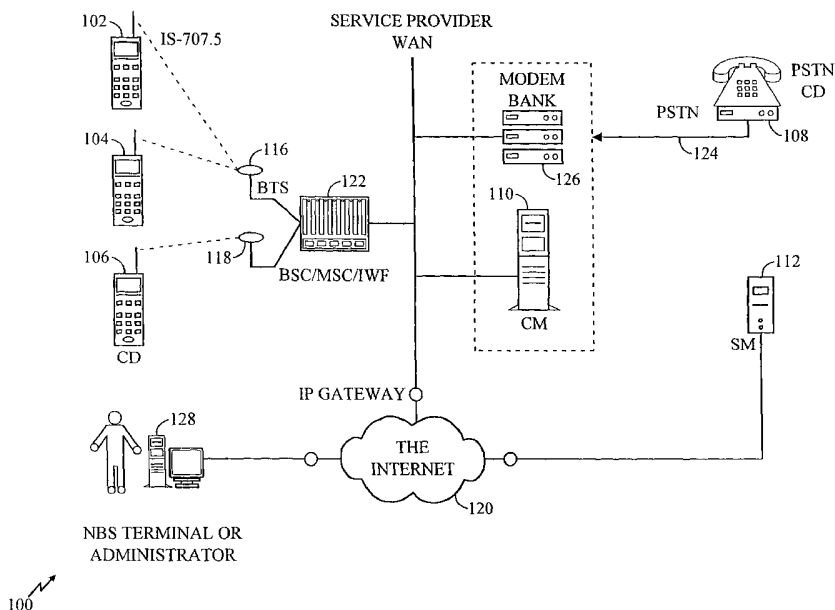 102
IS-707.5
SERVICE PROVIDER
WAN
MODEM
BANK
PSTN
CD
PSTN
108
124
104
116
BTS
122
110
126
106
118
BSC/MSC/IWF
CM
112
SM
CD
IP GATEWAY
128
THE
INTERNET
120
NBS TERMINAL OR
ADMINISTRATOR
100